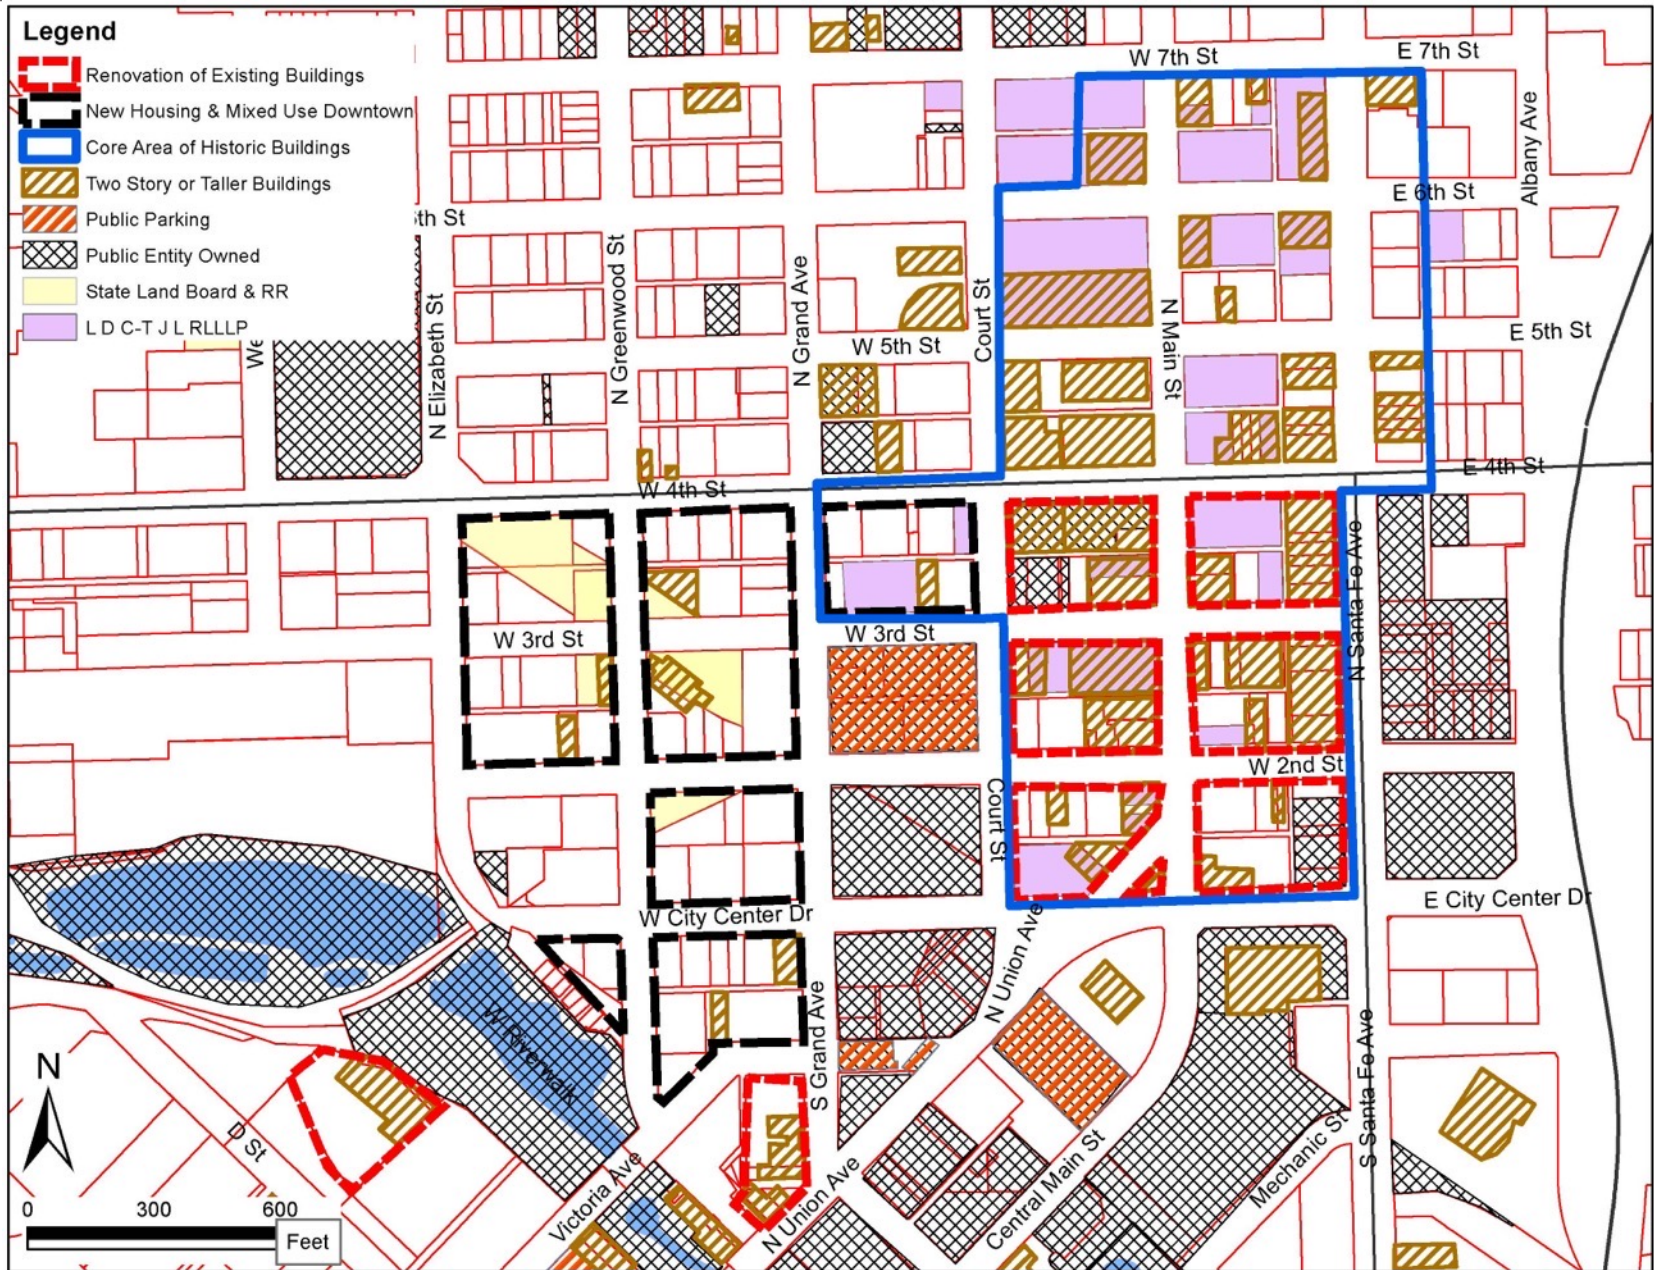 Legend
Renovation of Existing Buildings
New Housing & Mixed Use Downtown
Core Area of Historic Buildings
Two Story or Taller Buildings
Public Parking
Public Entity Owned
State Land Board & RR
L D C-T J L RLLLP
W 7th St
E 7th St
Albany Ave
E 6th St
th St
N Elizabeth St
N Greenwood St
N Grand Ave
Court St
N Main St
W 5th St
E 5th St
We
W 4th St
E 4th St
W 3rd St
W 3rd St
N Santa Fe Ave
W 2nd St
Court St
W City Center Dr
E City Center Dr
N Union Ave
W Riverwalk
S Grand Ave
S Santa Fe Ave
N
D St
Victoria Ave
N Union Ave
Central Main St
Mechanic St
0 300 600
Feet